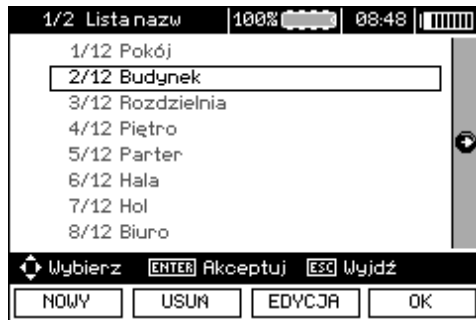 1/2 Lista nazw 100% 08:48
1/12 Pokój
2/12 Budynek
3/12 Rozdzielnia
4/12 Piętro
5/12 Parter
6/12 Hala
7/12 Hol
8/12 Biuro
Wybierz ENTER Akceptuj ESC Wyjdź
NOWY USUŃ EDYCJA OK